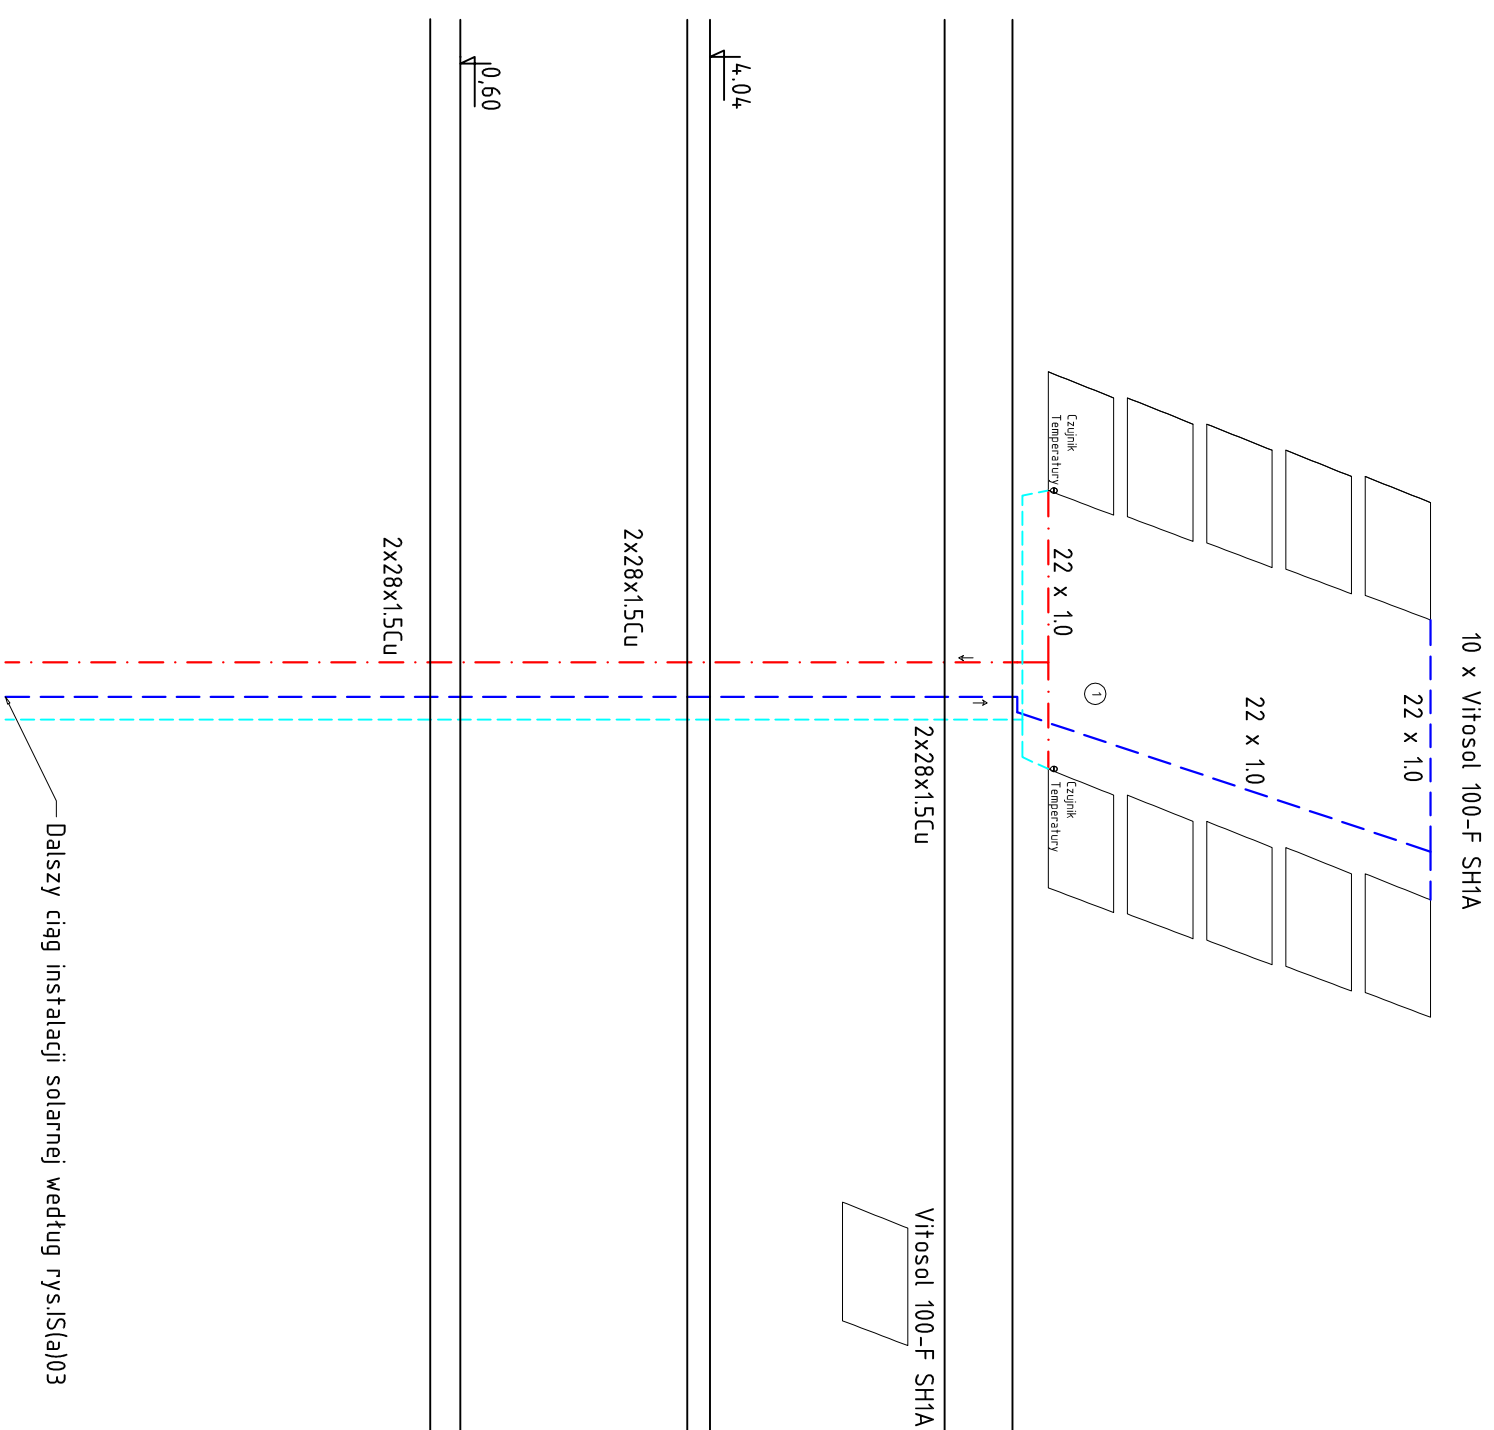 10 x Vitosol 100-F SH1A
22 x 1.0
22 x 1.0
Czujnik
Temperatury
22 x 1.0
1
Czujnik
Temperatury
2x28x1.5Cu
Vitosol 100-F SH1A
4.04
2x28x1.5Cu
0,60
2x28x1.5Cu
Dalszy ciąg instalacji solarnej według rys.IS(a)03